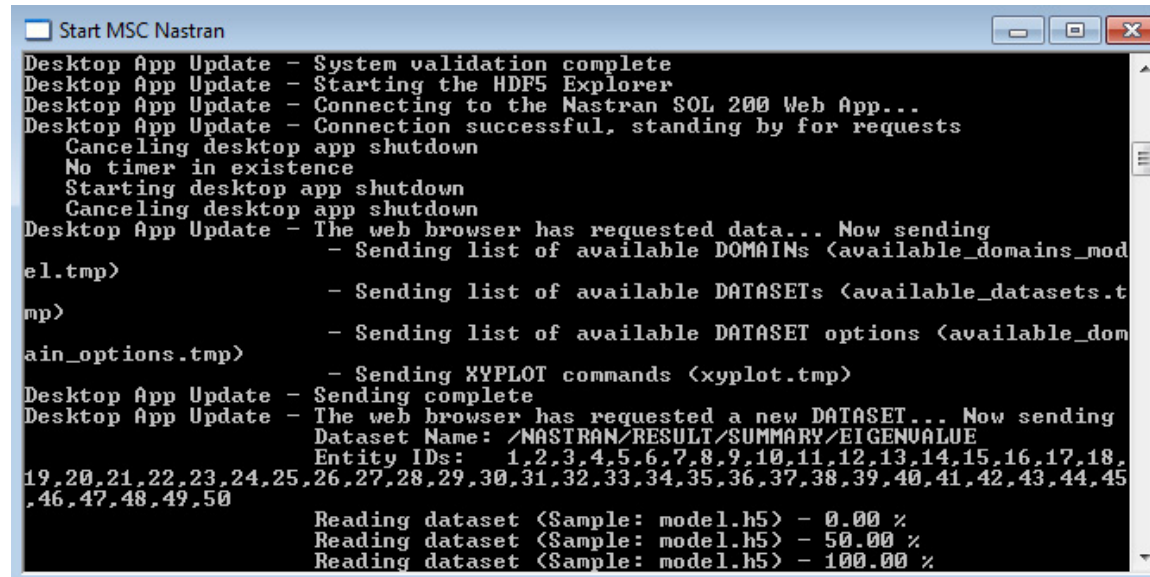 Start MSC Nastran
Desktop App Update - System validation complete
Desktop App Update - Starting the HDF5 Explorer
Desktop App Update - Connecting to the Nastran SOL 200 Web App...
Desktop App Update - Connection successful, standing by for requests
Canceling desktop app shutdown
No timer in existence
Starting desktop app shutdown
Canceling desktop app shutdown
Desktop App Update - The web browser has requested data... Now sending
- Sending list of available DOMAINs (available_domains_mod
el.tmp)
- Sending list of available DATASETs (available_datasets.t
mp)
- Sending list of available DATASET options (available_dom
ain_options.tmp)
- Sending XYPLOT commands (xyplot.tmp)
Desktop App Update - Sending complete
Desktop App Update - The web browser has requested a new DATASET... Now sending
Dataset Name: /NASTRAN/RESULT/SUMMARY/EIGENVALUE
Entity IDs: 1,2,3,4,5,6,7,8,9,10,11,12,13,14,15,16,17,18,
19,20,21,22,23,24,25,26,27,28,29,30,31,32,33,34,35,36,37,38,39,40,41,42,43,44,45
,46,47,48,49,50
Reading dataset (Sample: model.h5) - 0.00 %
Reading dataset (Sample: model.h5) - 50.00 %
Reading dataset (Sample: model.h5) - 100.00 %